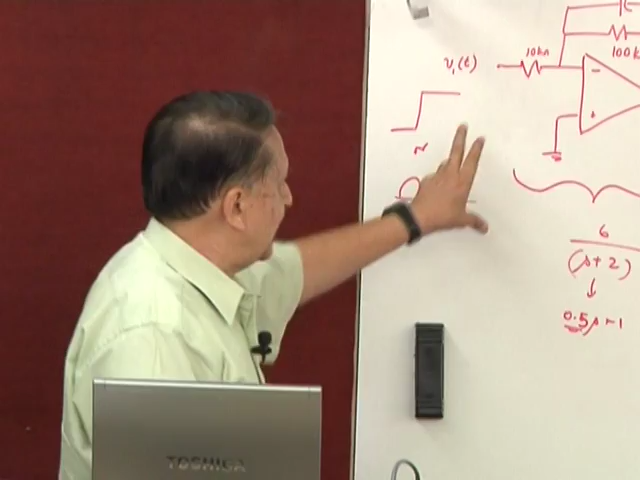 10kΩ
100k
v₁(t)
−
+
6
(s+2)
0.5s+1
TOSHIBA